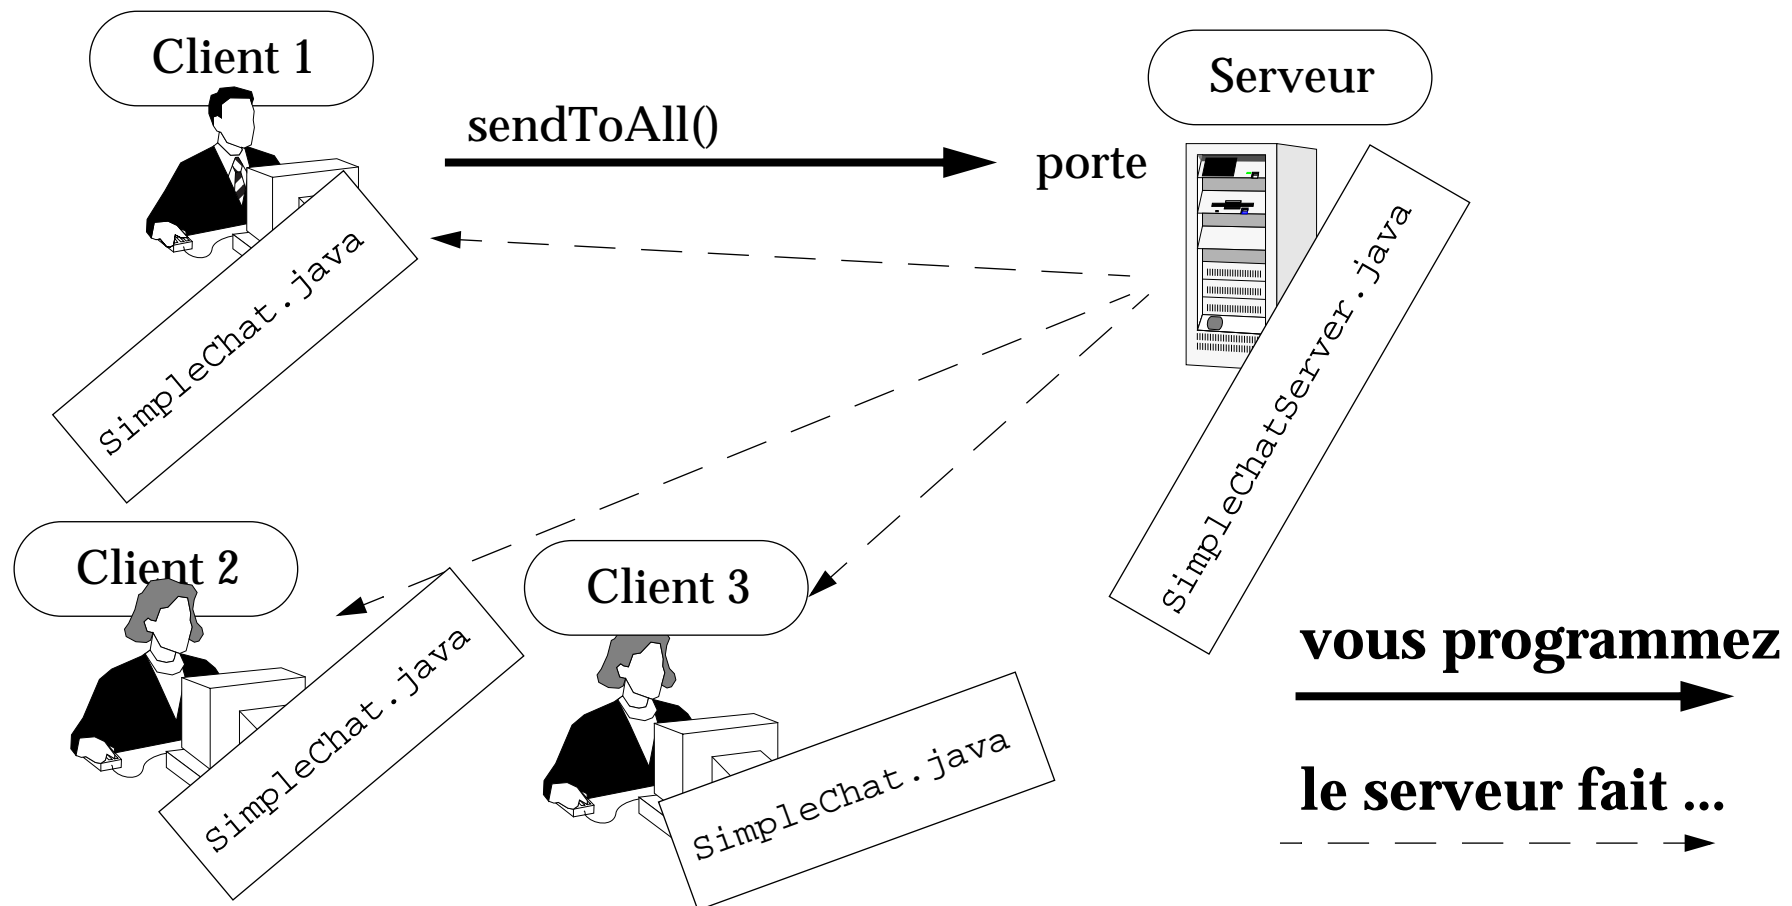 Client 1
Serveur
sendToAll()
porte
SimpleChat.java
SimpleChatServer.java
Client 2
Client 3
SimpleChat.java
SimpleChat.java
vous programmez
le serveur fait ...